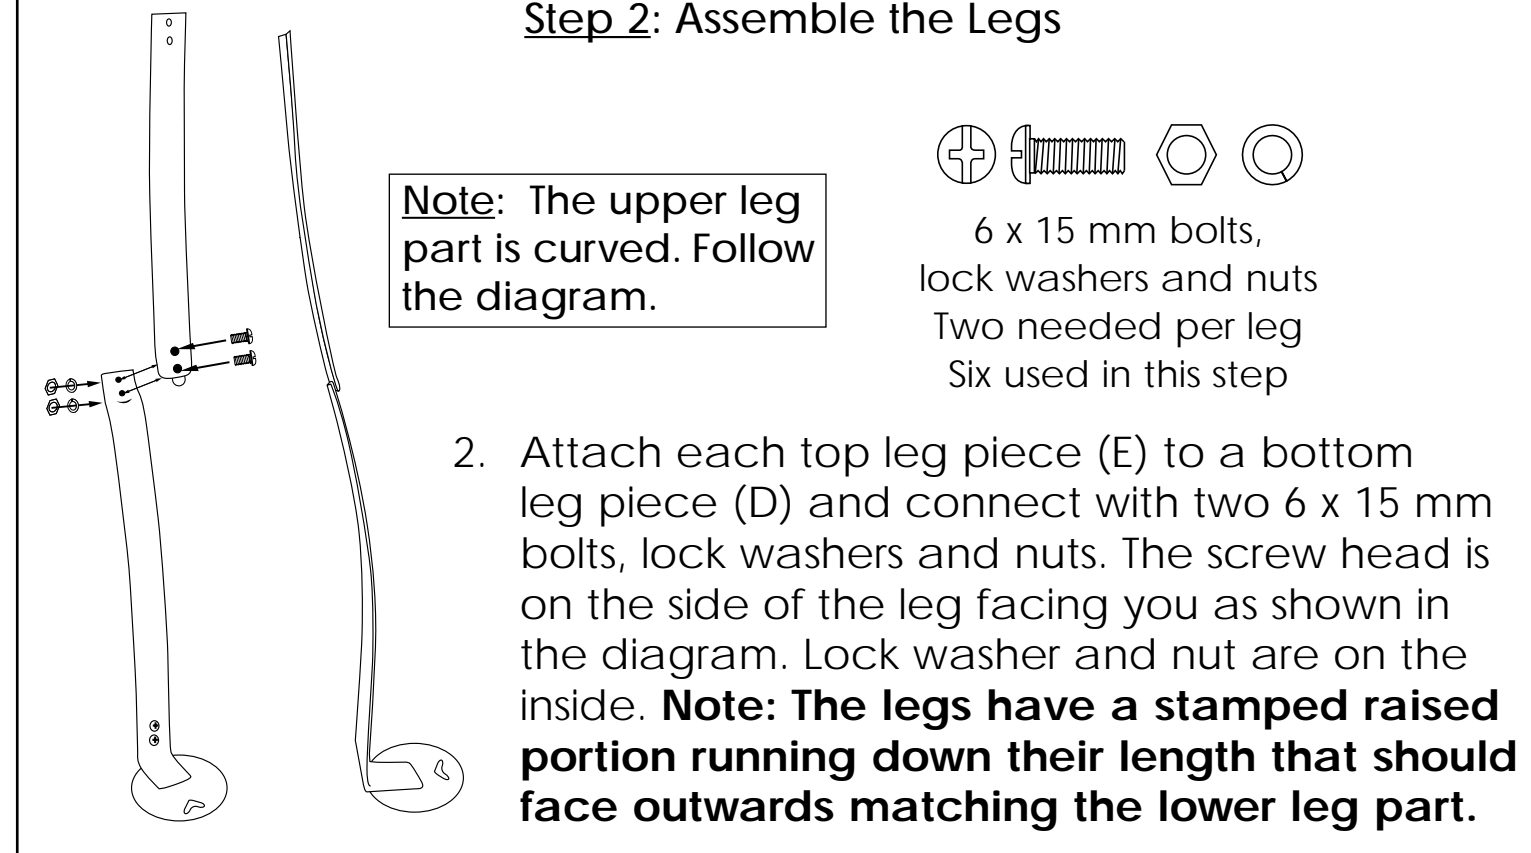 Step 2: Assemble the Legs
Note: The upper leg
part is curved. Follow
the diagram.
6 x 15 mm bolts,
lock washers and nuts
Two needed per leg
Six used in this step
2. Attach each top leg piece (E) to a bottom
leg piece (D) and connect with two 6 x 15 mm
bolts, lock washers and nuts. The screw head is
on the side of the leg facing you as shown in
the diagram. Lock washer and nut are on the
inside. Note: The legs have a stamped raised
portion running down their length that should
face outwards matching the lower leg part.